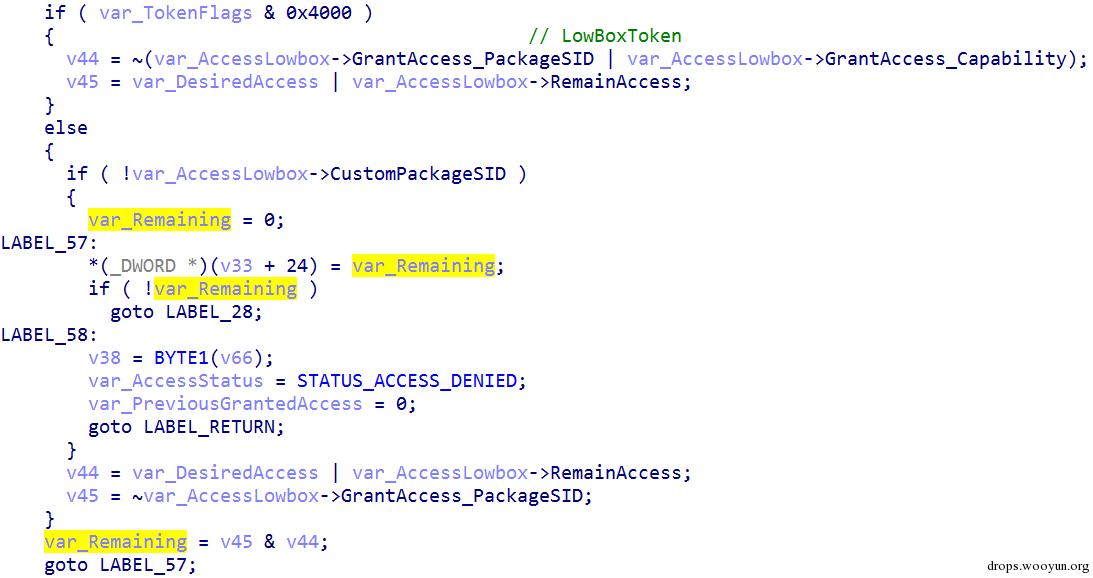 if ( var_TokenFlags & 0x4000 )
{ // LowBoxToken
v44 = ~(var_AccessLowbox->GrantAccess_PackageSID | var_AccessLowbox->GrantAccess_Capability);
v45 = var_DesiredAccess | var_AccessLowbox->RemainAccess;
}
else
{
if ( !var_AccessLowbox->CustomPackageSID )
{
var_Remaining = 0;
LABEL_57:
*(_DWORD *)(v33 + 24) = var_Remaining;
if ( !var_Remaining )
goto LABEL_28;
LABEL_58:
v38 = BYTE1(v66);
var_AccessStatus = STATUS_ACCESS_DENIED;
var_PreviousGrantedAccess = 0;
goto LABEL_RETURN;
}
v44 = var_DesiredAccess | var_AccessLowbox->RemainAccess;
v45 = ~var_AccessLowbox->GrantAccess_PackageSID;
}
var_Remaining = v45 & v44;
goto LABEL_57;
drops.wooyun.org